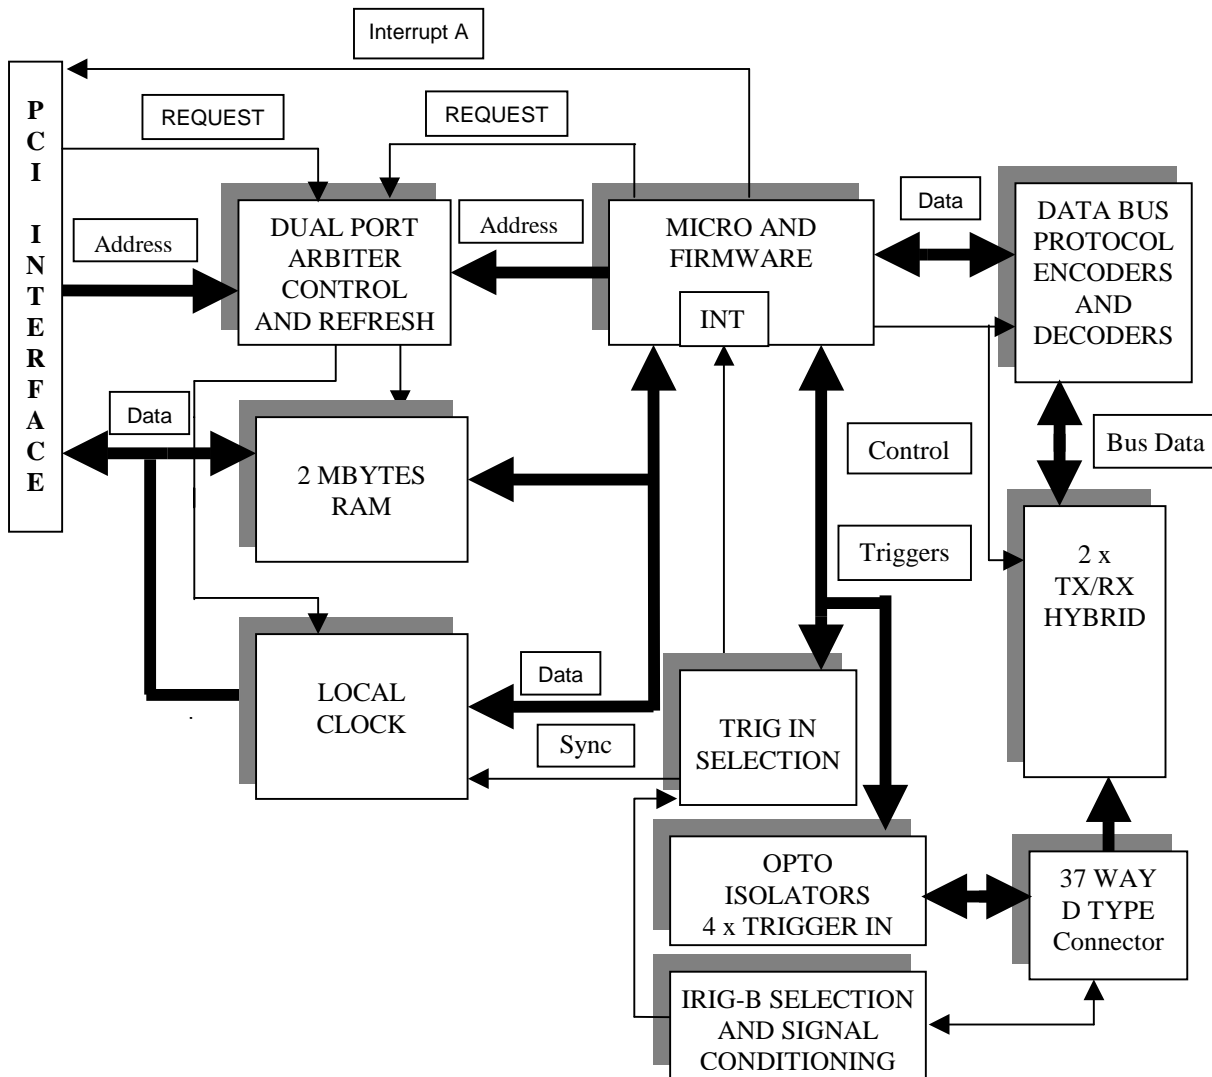 Interrupt A
P
C
I
I
N
T
E
R
F
A
C
E
REQUEST
REQUEST
Address
DUAL PORT
ARBITER
CONTROL
AND REFRESH
Address
MICRO AND
FIRMWARE
INT
Data
DATA BUS
PROTOCOL
ENCODERS
AND
DECODERS
Data
2 MBYTES
RAM
Control
Bus Data
Triggers
2 x
TX/RX
HYBRID
LOCAL
CLOCK
Data
Sync
TRIG IN
SELECTION
OPTO
ISOLATORS
4 x TRIGGER IN
37 WAY
D TYPE
Connector
IRIG-B SELECTION
AND SIGNAL
CONDITIONING